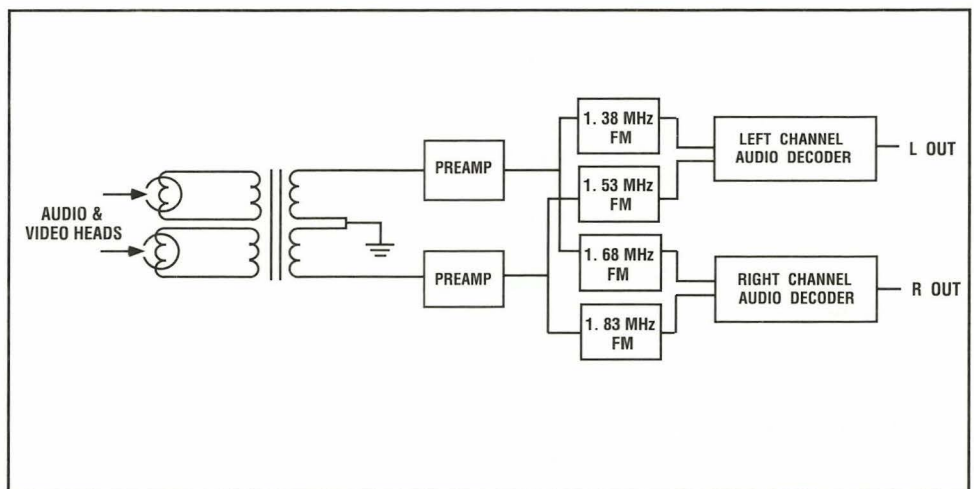 AUDIO &
VIDEO HEADS
PREAMP
PREAMP
1. 38 MHz
FM
1. 53 MHz
FM
1. 68 MHz
FM
1. 83 MHz
FM
LEFT CHANNEL
AUDIO DECODER
L OUT
RIGHT CHANNEL
AUDIO DECODER
R OUT